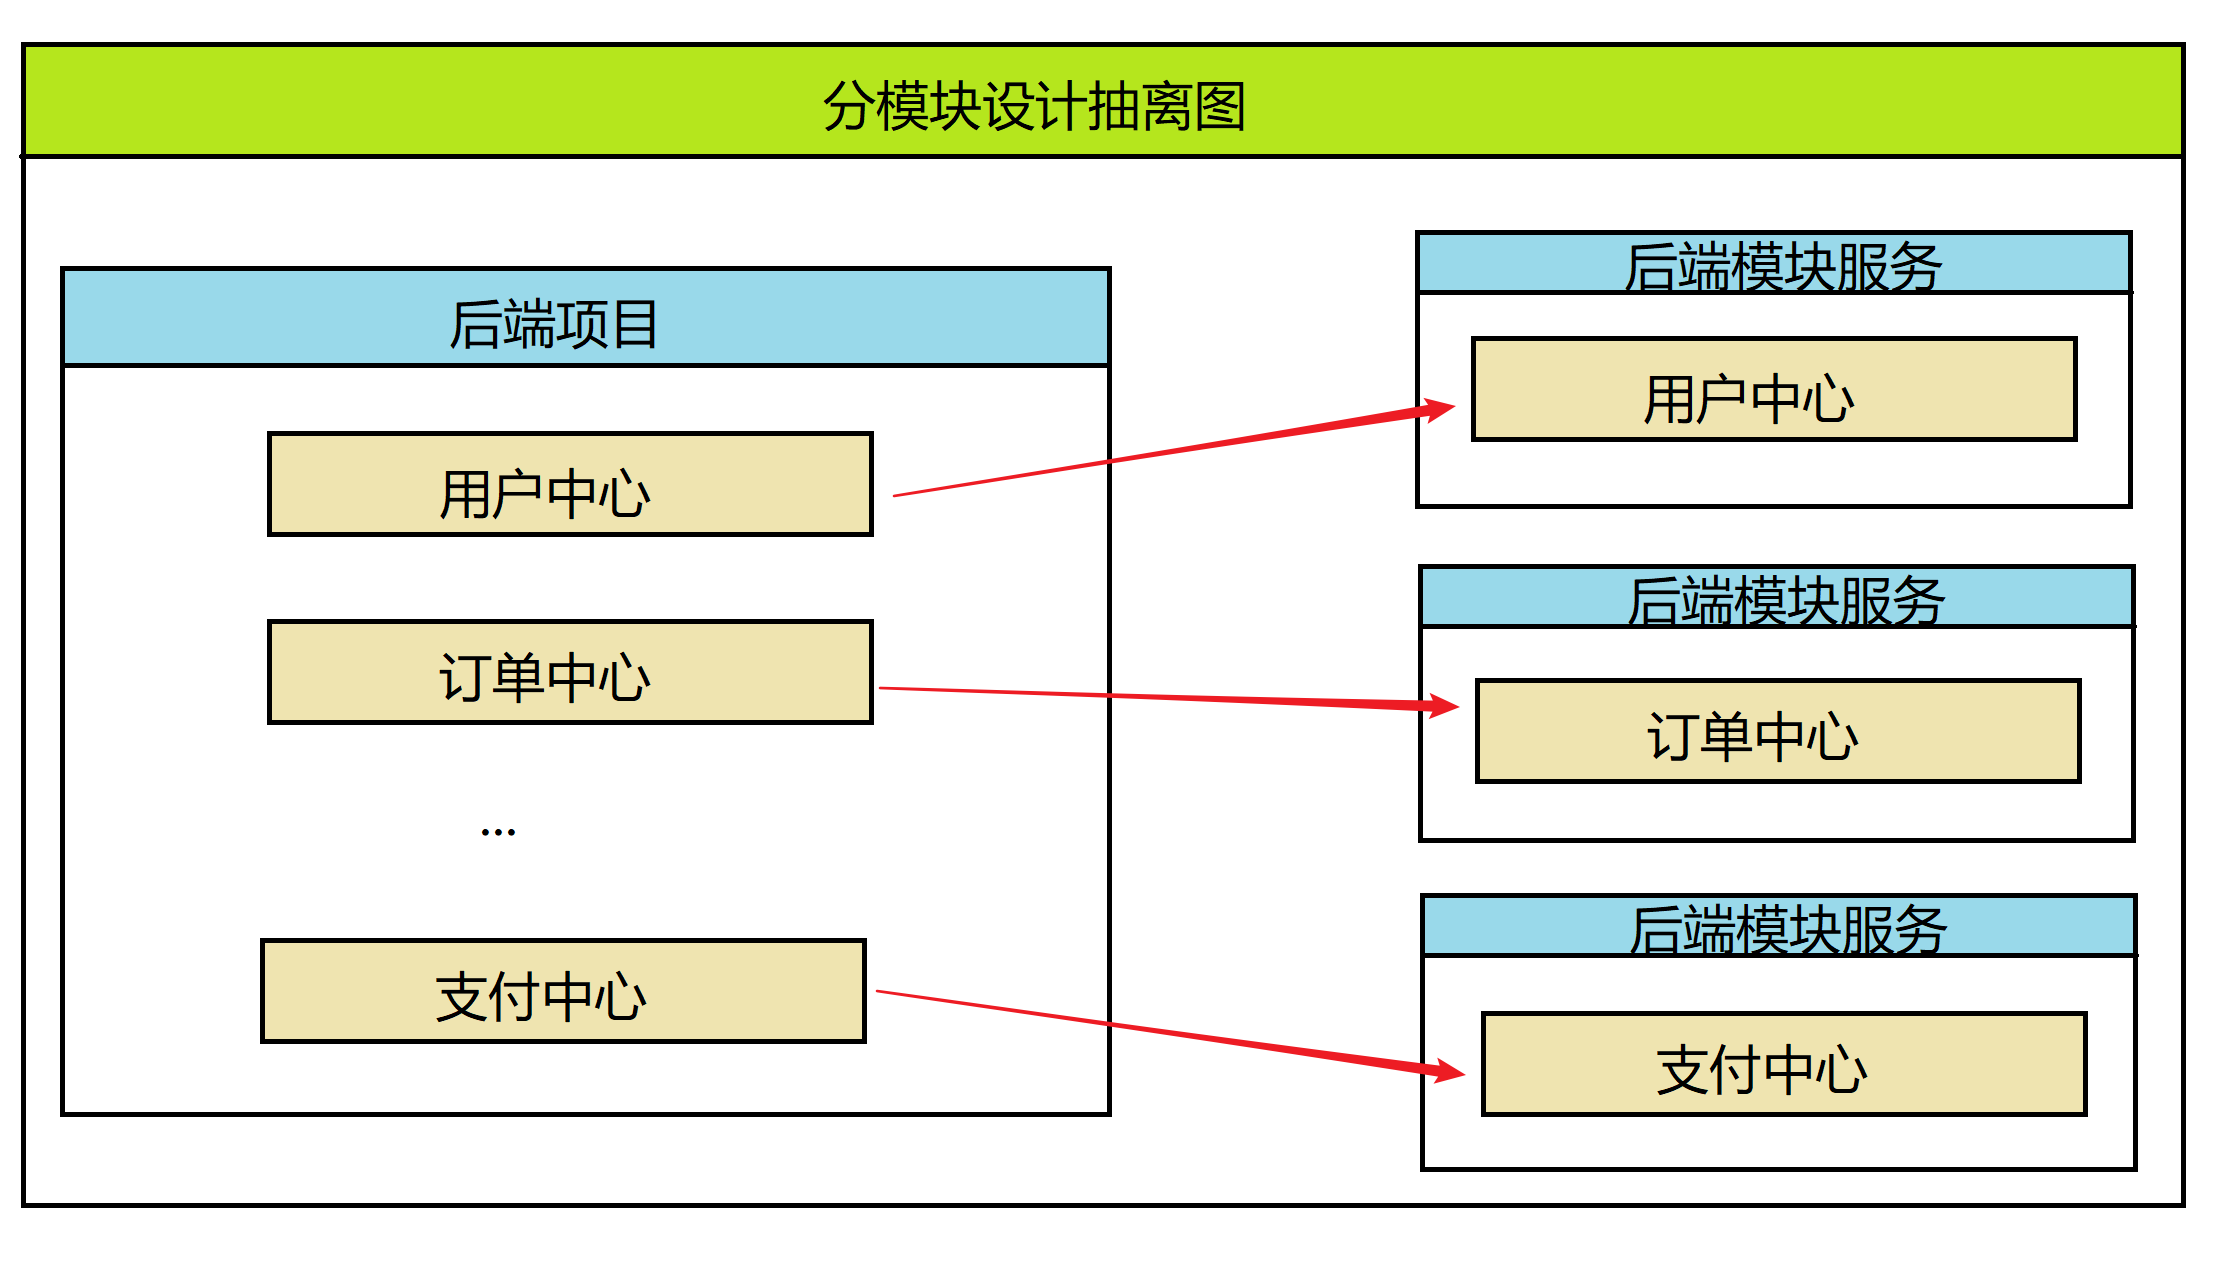 分模块设计抽离图
后端项目
用户中心
订单中心
...
支付中心
后端模块服务
用户中心
后端模块服务
订单中心
后端模块服务
支付中心